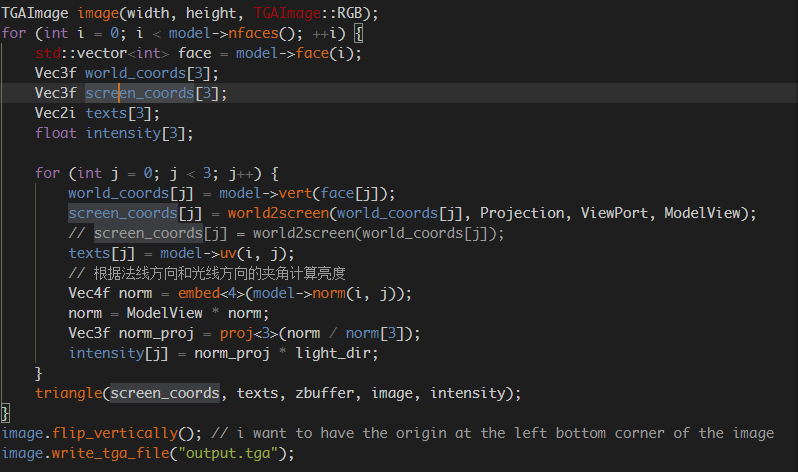 TGAImage image(width, height, TGAImage::RGB);
for (int i = 0; i < model->nfaces(); ++i) {
    std::vector<int> face = model->face(i);
    Vec3f world_coords[3];
    Vec3f screen_coords[3];
    Vec2i texts[3];
    float intensity[3];

    for (int j = 0; j < 3; j++) {
        world_coords[j] = model->vert(face[j]);
        screen_coords[j] = world2screen(world_coords[j], Projection, ViewPort, ModelView);
        // screen_coords[j] = world2screen(world_coords[j]);
        texts[j] = model->uv(i, j);
        // 根据法线方向和光线方向的夹角计算亮度
        Vec4f norm = embed<4>(model->norm(i, j));
        norm = ModelView * norm;
        Vec3f norm_proj = proj<3>(norm / norm[3]);
        intensity[j] = norm_proj * light_dir;
    }
    triangle(screen_coords, texts, zbuffer, image, intensity);
}
image.flip_vertically(); // i want to have the origin at the left bottom corner of the image
image.write_tga_file("output.tga");